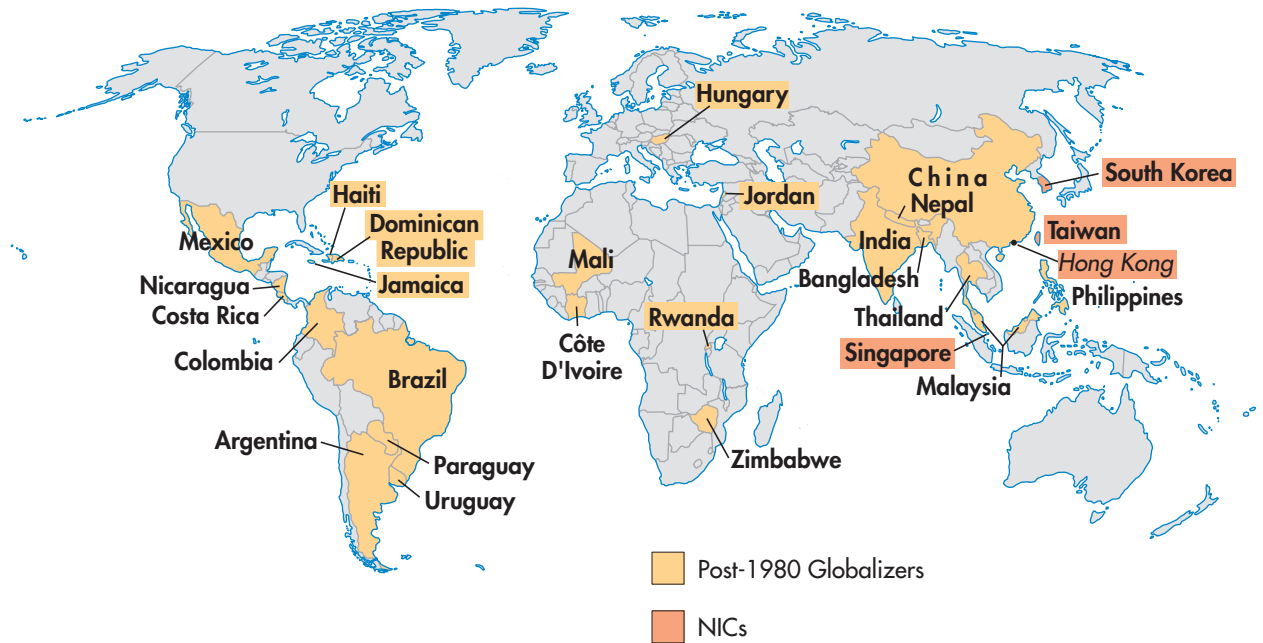 Hungary
South Korea
China
Haiti
Jordan
Nepal
Dominican
Republic
Taiwan
Mexico
India
Mali
Hong Kong
Jamaica
Bangladesh
Nicaragua
Philippines
Costa Rica
Rwanda
Thailand
Côte
D'Ivoire
Singapore
Colombia
Brazil
Malaysia
Argentina
Zimbabwe
Paraguay
Uruguay
Post-1980 Globalizers
NICs